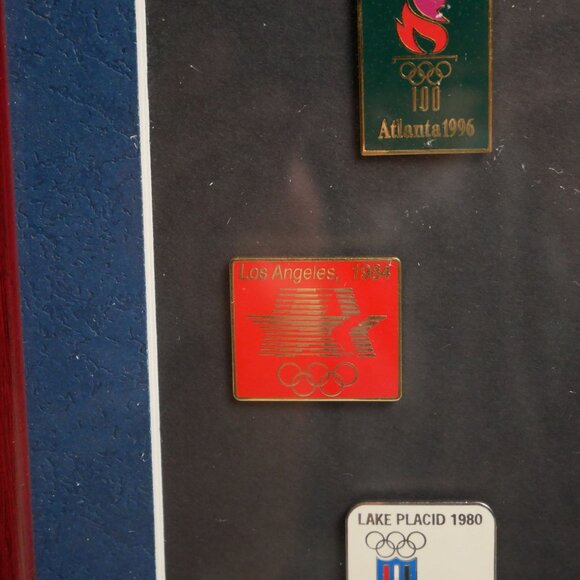 100
Atlanta 1996
Los Angeles, 1984
LAKE PLACID 1980